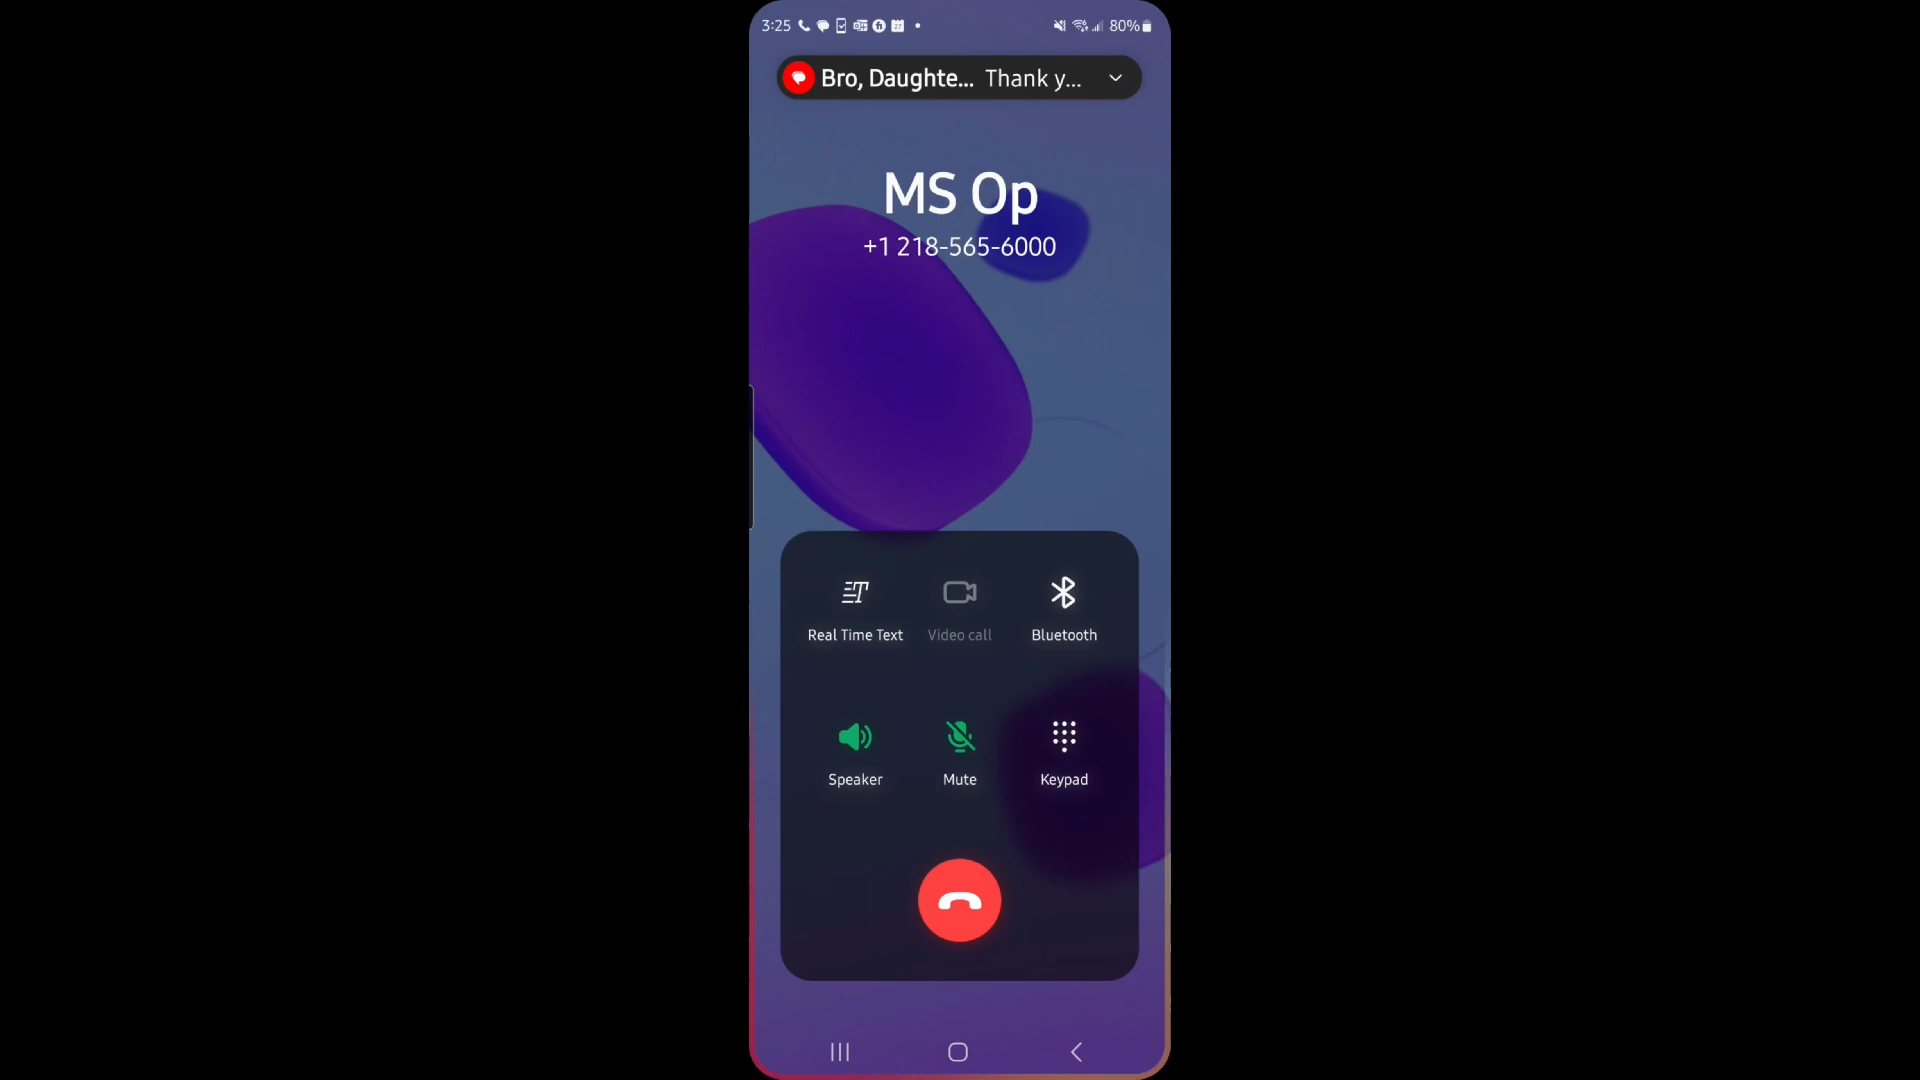 3:25 80%
Bro, Daughte... Thank y...
MS Op
+1 218-565-6000
Real Time Text Video call Bluetooth
Speaker Mute Keypad